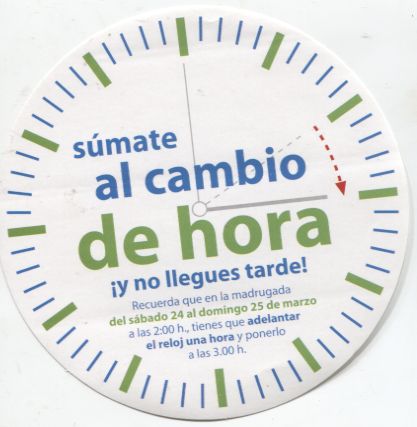 súmate
al cambio
de hora
¡y no llegues tarde!
Recuerda que en la madrugada
del sábado 24 al domingo 25 de marzo
a las 2:00 h., tienes que adelantar
el reloj una hora y ponerlo
a las 3.00 h.